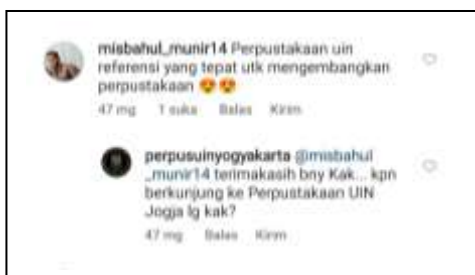 misbahul_munir14 Perpustakaan uin
referensi yang tepat utk mengembangkan
perpustakaan 😍😍
47 mg 1 suka Balas Kirim
perpusuinyogyakarta @misbahul
_munir14 terimakasih bny Kak... kpn
berkunjung ke Perpustakaan UIN
Jogja lg kak?
47 mg Balas Kirim